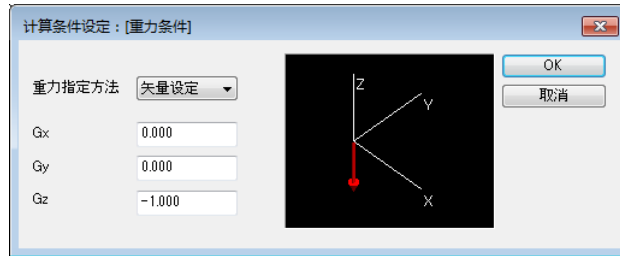 计算条件设定：[重力条件]
重力指定方法 矢量设定
Gx 0.000
Gy 0.000
Gz -1.000
Z
Y
X
OK
取消